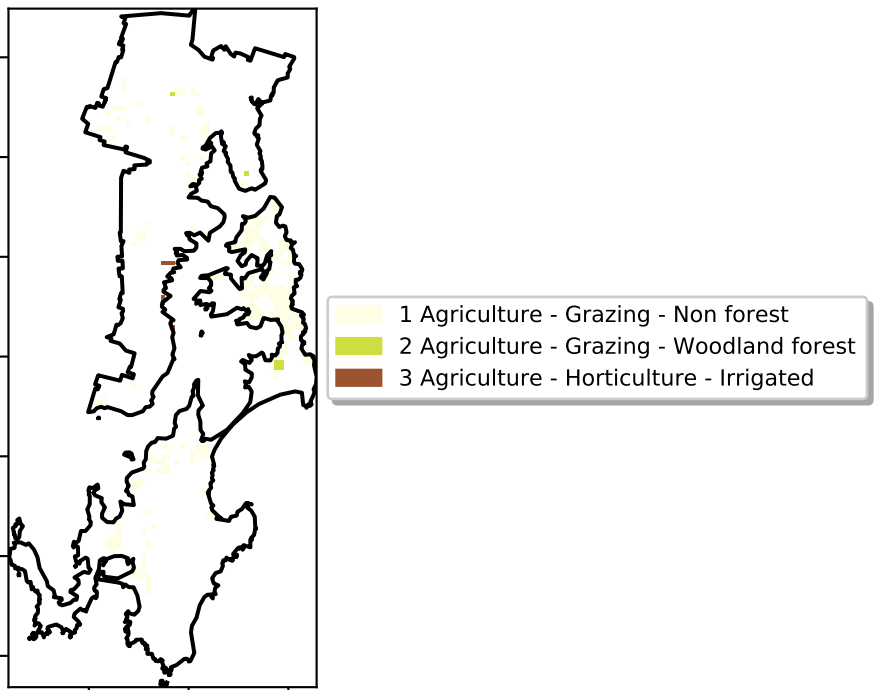 1 Agriculture - Grazing - Non forest
2 Agriculture - Grazing - Woodland forest
3 Agriculture - Horticulture - Irrigated